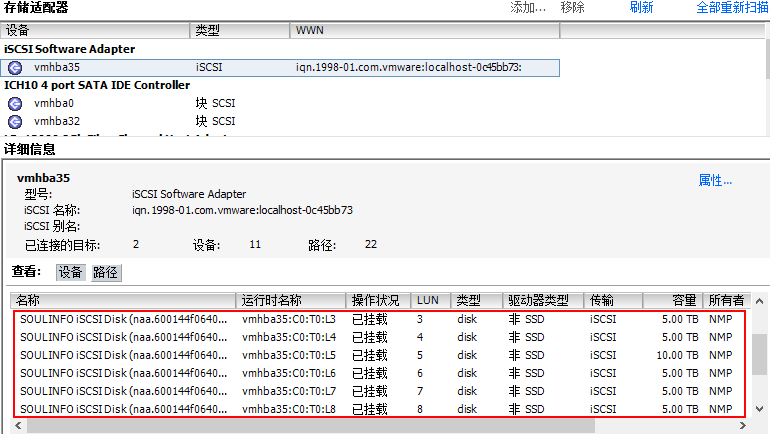 存储适配器 添加... 移除 刷新 全部重新扫描
设备 类型 WWN
iSCSI Software Adapter
vmhba35 iSCSI iqn.1998-01.com.vmware:localhost-0c45bb73:
ICH10 4 port SATA IDE Controller
vmhba0 块 SCSI
vmhba32 块 SCSI
详细信息
vmhba35 属性...
型号: iSCSI Software Adapter
iSCSI 名称: iqn.1998-01.com.vmware:localhost-0c45bb73
iSCSI 别名:
已连接的目标: 2 设备: 11 路径: 22
查看: 设备 路径
名称 运行时名称 操作状况 LUN 类型 驱动器类型 传输 容量 所有者
SOULINFO iSCSI Disk (naa.600144f0640... vmhba35:C0:T0:L3 已挂载 3 disk 非 SSD iSCSI 5.00 TB NMP
SOULINFO iSCSI Disk (naa.600144f0640... vmhba35:C0:T0:L4 已挂载 4 disk 非 SSD iSCSI 5.00 TB NMP
SOULINFO iSCSI Disk (naa.600144f0640... vmhba35:C0:T0:L5 已挂载 5 disk 非 SSD iSCSI 10.00 TB NMP
SOULINFO iSCSI Disk (naa.600144f0640... vmhba35:C0:T0:L6 已挂载 6 disk 非 SSD iSCSI 5.00 TB NMP
SOULINFO iSCSI Disk (naa.600144f0640... vmhba35:C0:T0:L7 已挂载 7 disk 非 SSD iSCSI 5.00 TB NMP
SOULINFO iSCSI Disk (naa.600144f0640... vmhba35:C0:T0:L8 已挂载 8 disk 非 SSD iSCSI 5.00 TB NMP